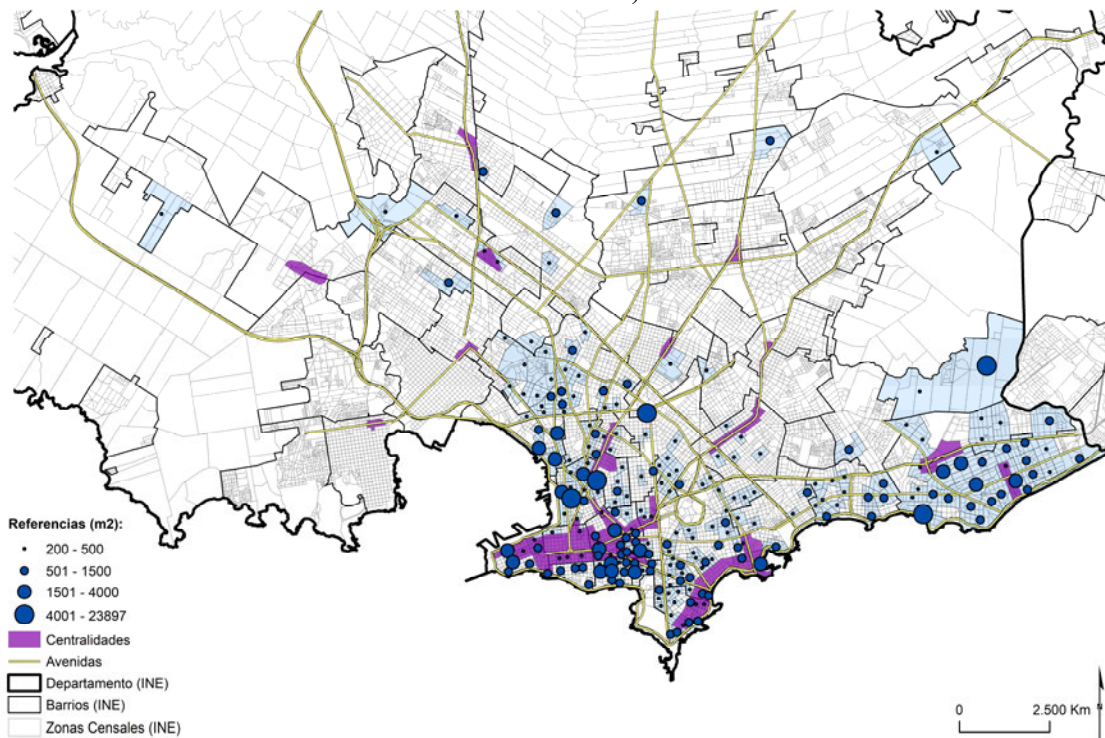 Referencias (m2):
200 - 500
501 - 1500
1501 - 4000
4001 - 23897
Centralidades
Avenidas
Departamento (INE)
Barrios (INE)
Zonas Censales (INE)
0 2.500 Km
N